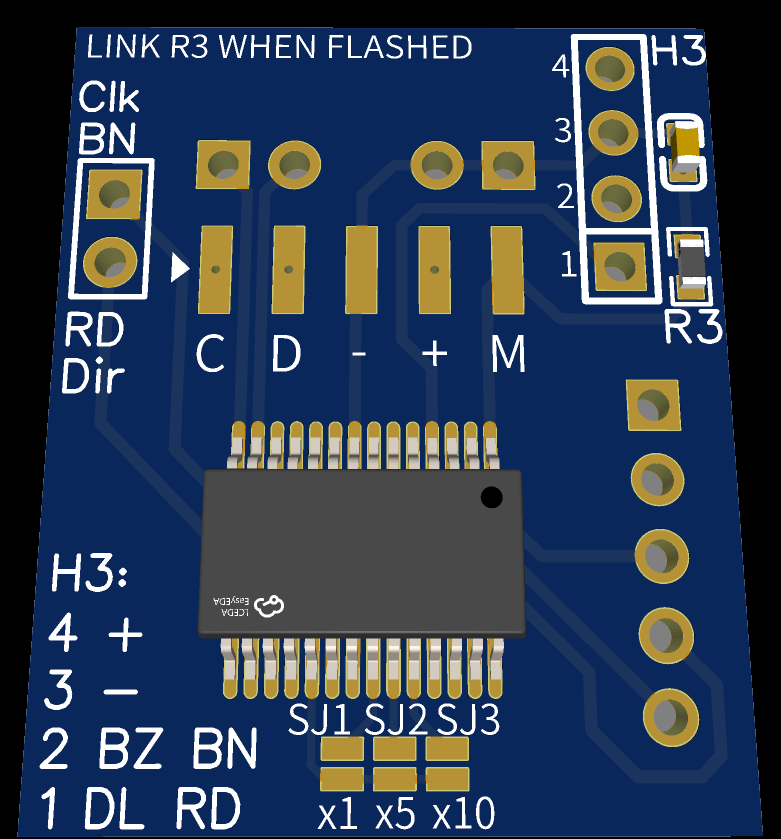 LINK R3 WHEN FLASHED
H3
Clk
BN
4
3
2
1
RD
Dir
R3
C D - + M
LCEDA
EasyEDA
H3:
4 +
3 -
2 BZ BN
1 DL RD
SJ1 SJ2 SJ3
x1 x5 x10